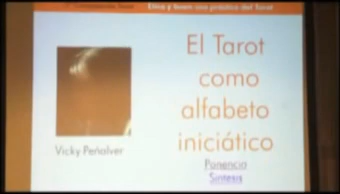 Ética y buen uso práctico del Tarot
El Tarot
como
alfabeto
iniciático
Vicky Peñalver
Ponencia
Síntesis